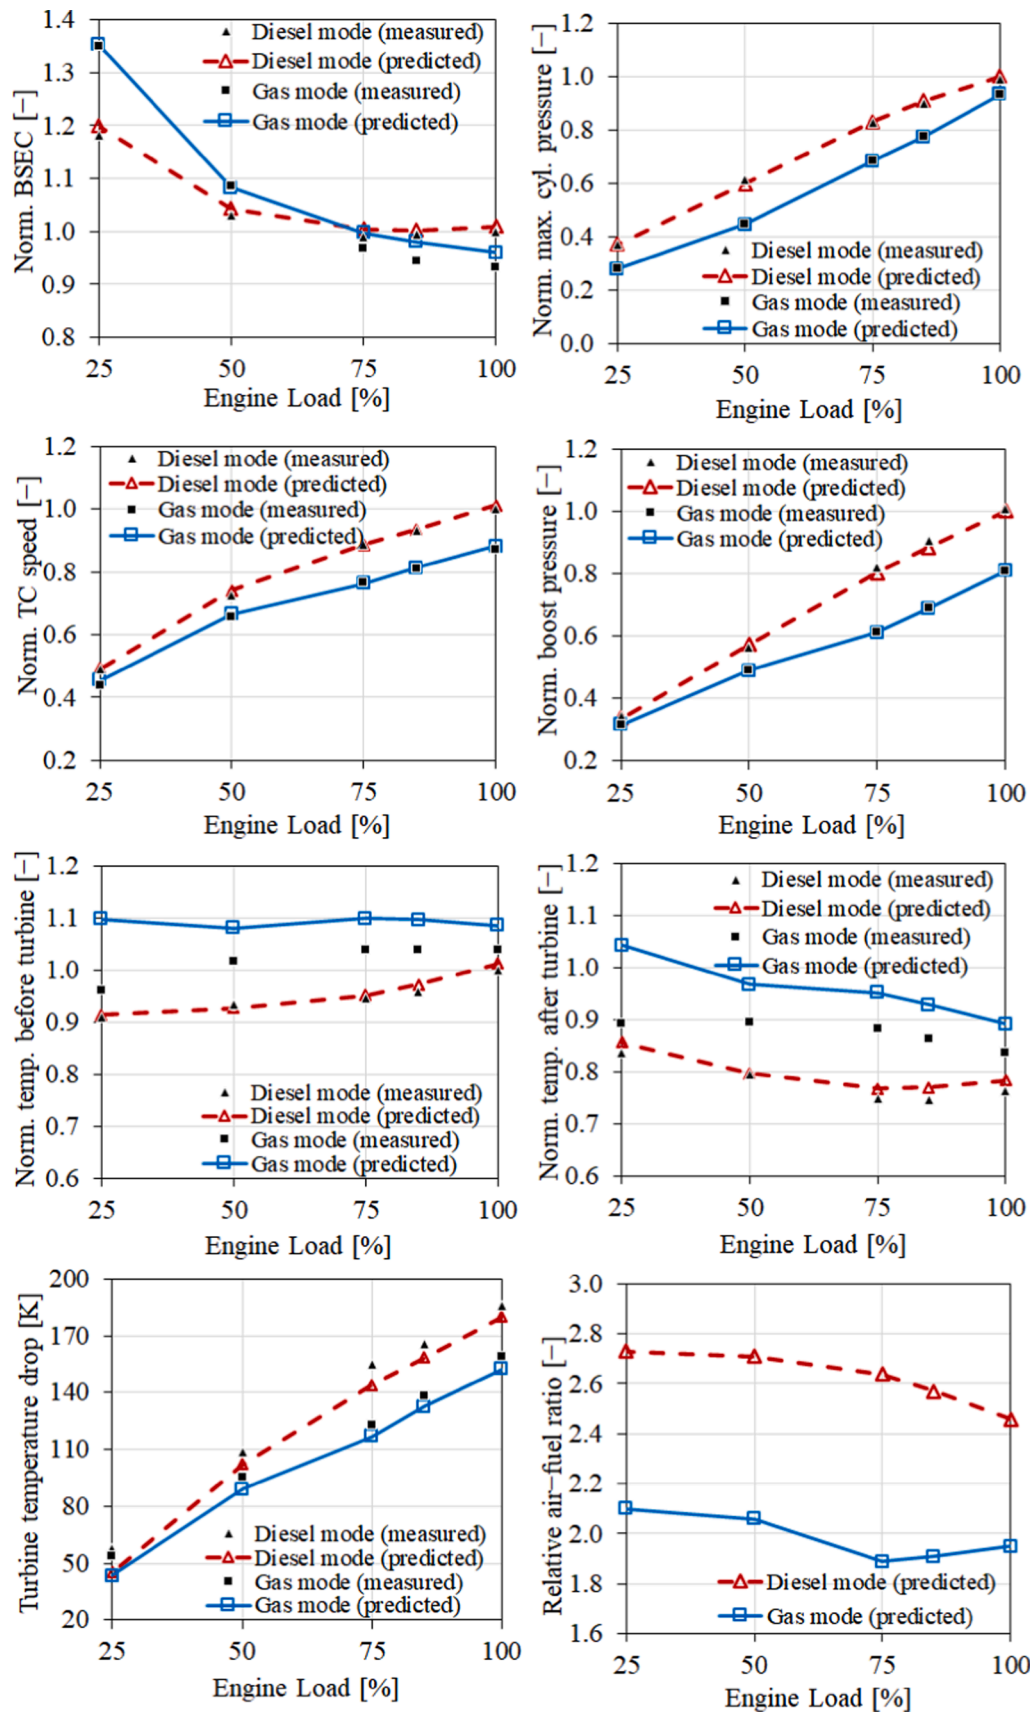 Norm. BSEC [−]
1.4
1.3
1.2
1.1
1.0
0.9
0.8
Diesel mode (measured)
Diesel mode (predicted)
Gas mode (measured)
Gas mode (predicted)
25 50 75 100
Engine Load [%]
Norm. max. cyl. pressure [−]
1.2
1.0
0.8
0.6
0.4
0.2
0.0
Diesel mode (measured)
Diesel mode (predicted)
Gas mode (measured)
Gas mode (predicted)
25 50 75 100
Engine Load [%]
Norm. TC speed [−]
1.2
1.0
0.8
0.6
0.4
0.2
Diesel mode (measured)
Diesel mode (predicted)
Gas mode (measured)
Gas mode (predicted)
25 50 75 100
Engine Load [%]
Norm. boost pressure [−]
1.2
1.0
0.8
0.6
0.4
0.2
Diesel mode (measured)
Diesel mode (predicted)
Gas mode (measured)
Gas mode (predicted)
25 50 75 100
Engine Load [%]
Norm. temp. before turbine [−]
1.2
1.1
1.0
0.9
0.8
0.7
0.6
Diesel mode (measured)
Diesel mode (predicted)
Gas mode (measured)
Gas mode (predicted)
25 50 75 100
Engine Load [%]
Norm. temp. after turbine [−]
1.2
1.1
1.0
0.9
0.8
0.7
0.6
Diesel mode (measured)
Diesel mode (predicted)
Gas mode (measured)
Gas mode (predicted)
25 50 75 100
Engine Load [%]
Turbine temperature drop [K]
200
170
140
110
80
50
20
Diesel mode (measured)
Diesel mode (predicted)
Gas mode (measured)
Gas mode (predicted)
25 50 75 100
Engine Load [%]
Relative air−fuel ratio [−]
3.0
2.8
2.6
2.4
2.2
2.0
1.8
1.6
Diesel mode (predicted)
Gas mode (predicted)
25 50 75 100
Engine Load [%]